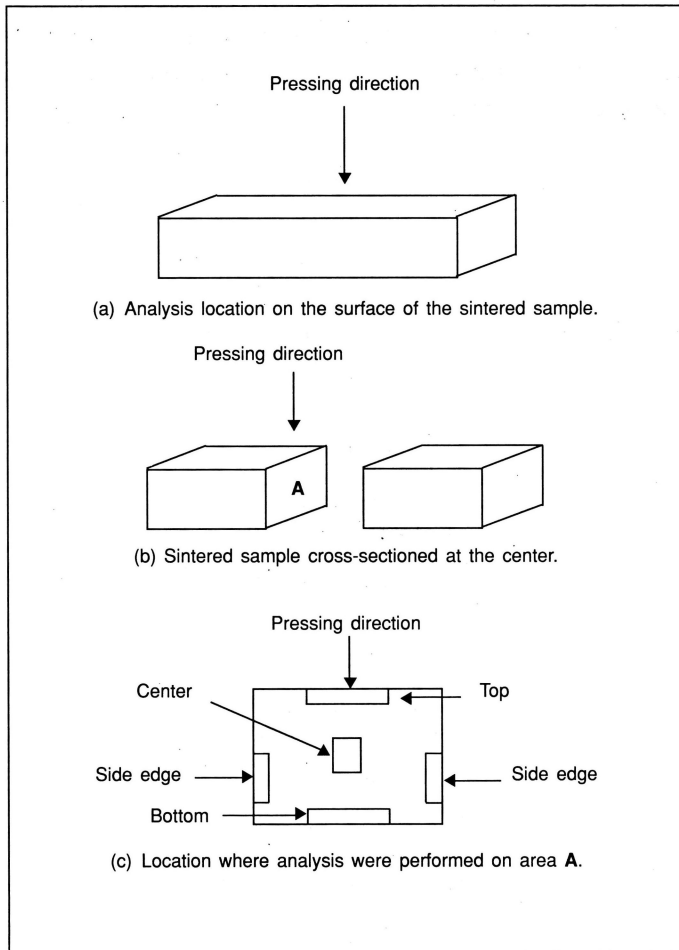 Pressing direction
(a) Analysis location on the surface of the sintered sample.
Pressing direction
A
(b) Sintered sample cross-sectioned at the center.
Pressing direction
Center
Top
Side edge
Side edge
Bottom
(c) Location where analysis were performed on area A.